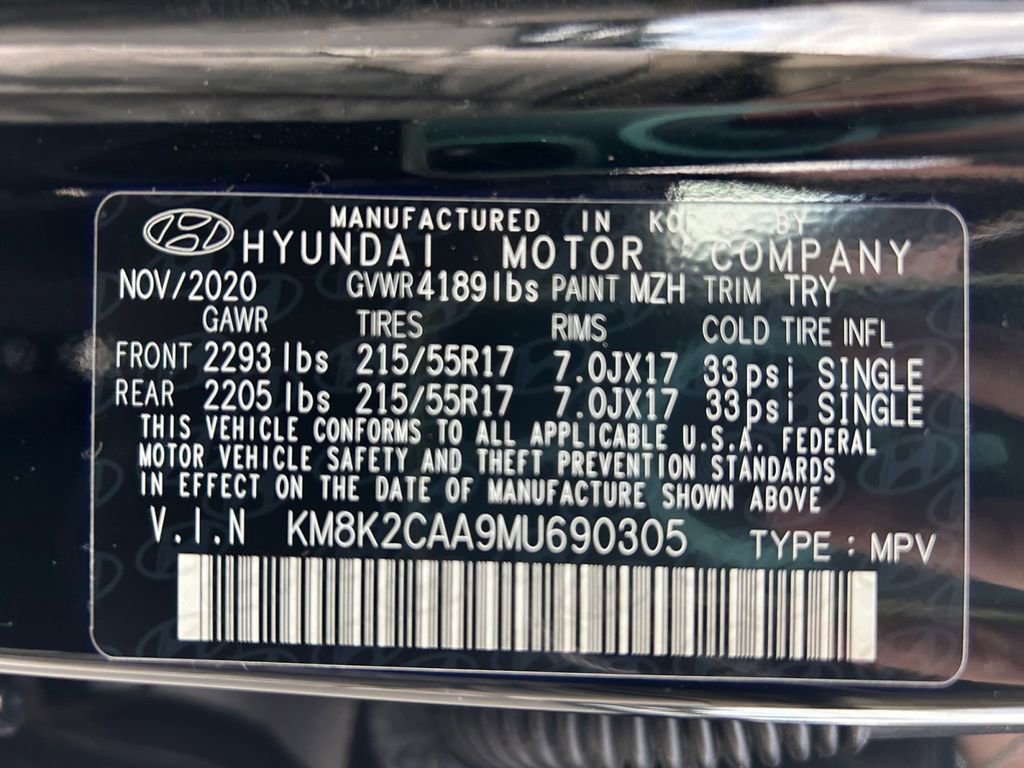 MANUFACTURED IN KOR BY
HYUNDAI MOTOR COMPANY
NOV/2020 GVWR 4189lbs PAINT MZH TRIM TRY
GAWR TIRES RIMS COLD TIRE INFL
FRONT 2293 lbs 215/55R17 7.0JX17 33psi SINGLE
REAR 2205 lbs 215/55R17 7.0JX17 33psi SINGLE
THIS VEHICLE CONFORMS TO ALL APPLICABLE U.S.A. FEDERAL
MOTOR VEHICLE SAFETY AND THEFT PREVENTION STANDARDS
IN EFFECT ON THE DATE OF MANUFACTURE SHOWN ABOVE
V.I.N KM8K2CAA9MU690305 TYPE : MPV